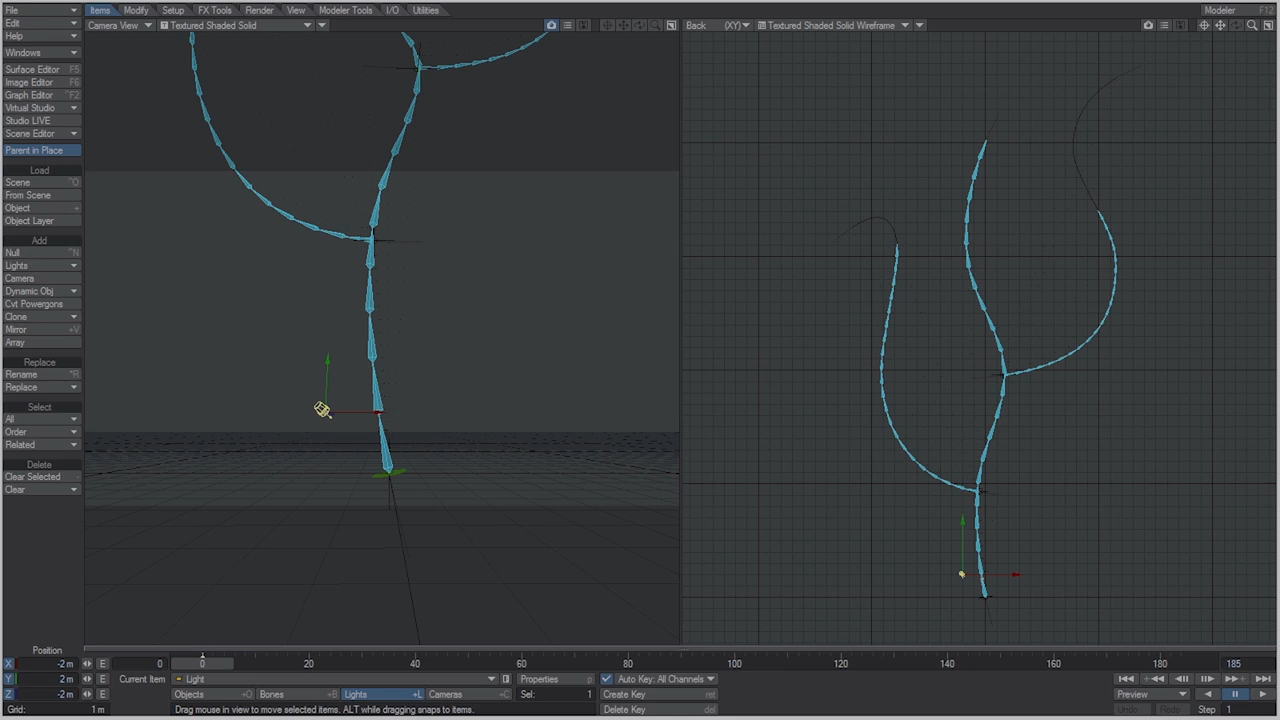 File Items Modify Setup FX Tools Render View Modeler Tools I/O Utilities Modeler F12
Edit Camera View Textured Shaded Solid Back (XY) Textured Shaded Solid Wireframe
Help
Windows
Surface Editor F5
Image Editor F6
Graph Editor ^F2
Virtual Studio
Studio LIVE
Scene Editor
Parent in Place
Load
Scene ^O
From Scene
Object +
Object Layer
Add
Null ^N
Lights
Camera
Dynamic Obj
Cvt Powergons
Clone
Mirror +V
Array
Replace
Rename ^R
Replace
Select
All
Order
Related
Delete
Clear Selected -
Clear
Position
X -2 m E 0 0 20 40 60 80 100 120 140 160 180 185
Y 2 m E Current Item Light Properties p Auto Key: All Channels
Z -2 m E Objects +O Bones +B Lights +L Cameras +C Sel: 1 Create Key ret Preview
Grid: 1 m Drag mouse in view to move selected items. ALT while dragging snaps to items. Delete Key del Undo Redo Step 1